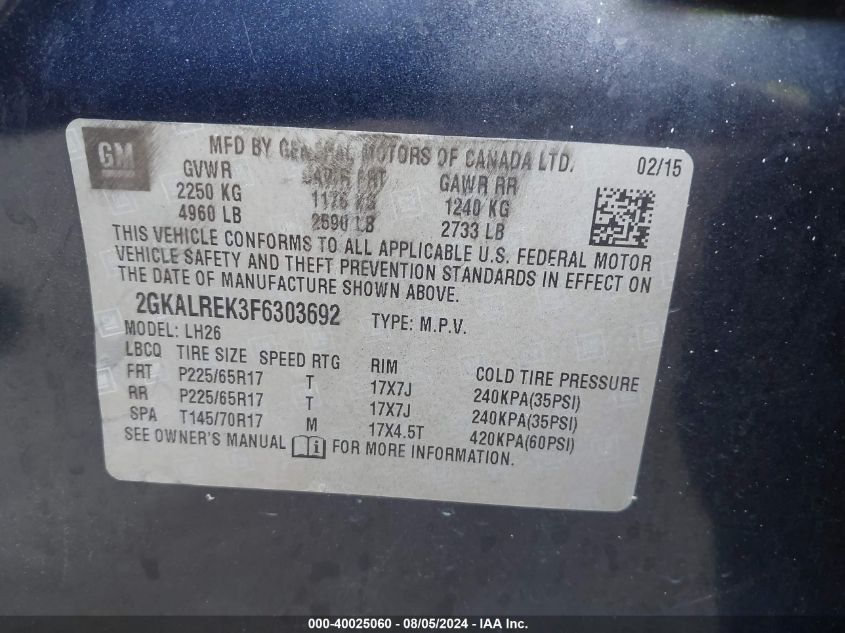 GM
MFD BY GENERAL MOTORS OF CANADA LTD. 02/15
GVWR GAWR FRT GAWR RR
2250 KG 1175 KG 1240 KG
4960 LB 2590 LB 2733 LB
THIS VEHICLE CONFORMS TO ALL APPLICABLE U.S. FEDERAL MOTOR
VEHICLE SAFETY AND THEFT PREVENTION STANDARDS IN EFFECT ON
THE DATE OF MANUFACTURE SHOWN ABOVE.
2GKALREK3F6303692 TYPE: M.P.V.
MODEL: LH26
LBCQ TIRE SIZE SPEED RTG RIM COLD TIRE PRESSURE
FRT P225/65R17 T 17X7J 240KPA(35PSI)
RR P225/65R17 T 17X7J 240KPA(35PSI)
SPA T145/70R17 M 17X4.5T 420KPA(60PSI)
SEE OWNER'S MANUAL i FOR MORE INFORMATION.
000-40025060 - 08/05/2024 - IAA Inc.